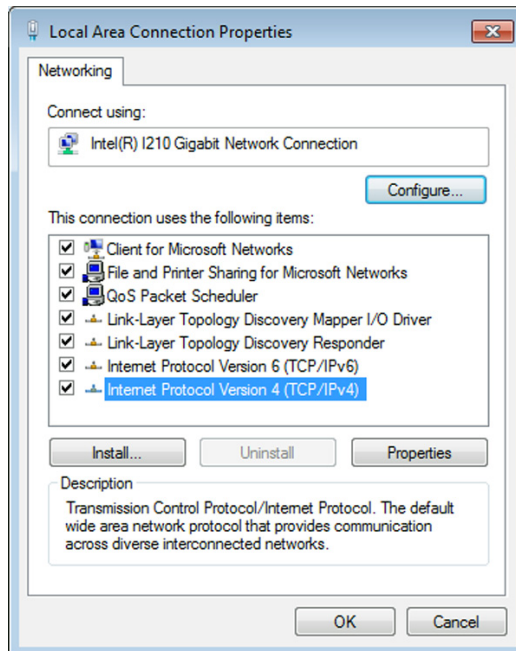 Local Area Connection Properties
Networking
Connect using:
Intel(R) I210 Gigabit Network Connection
Configure...
This connection uses the following items:
Client for Microsoft Networks
File and Printer Sharing for Microsoft Networks
QoS Packet Scheduler
Link-Layer Topology Discovery Mapper I/O Driver
Link-Layer Topology Discovery Responder
Internet Protocol Version 6 (TCP/IPv6)
Internet Protocol Version 4 (TCP/IPv4)
Install...
Uninstall
Properties
Description
Transmission Control Protocol/Internet Protocol. The default
wide area network protocol that provides communication
across diverse interconnected networks.
OK
Cancel